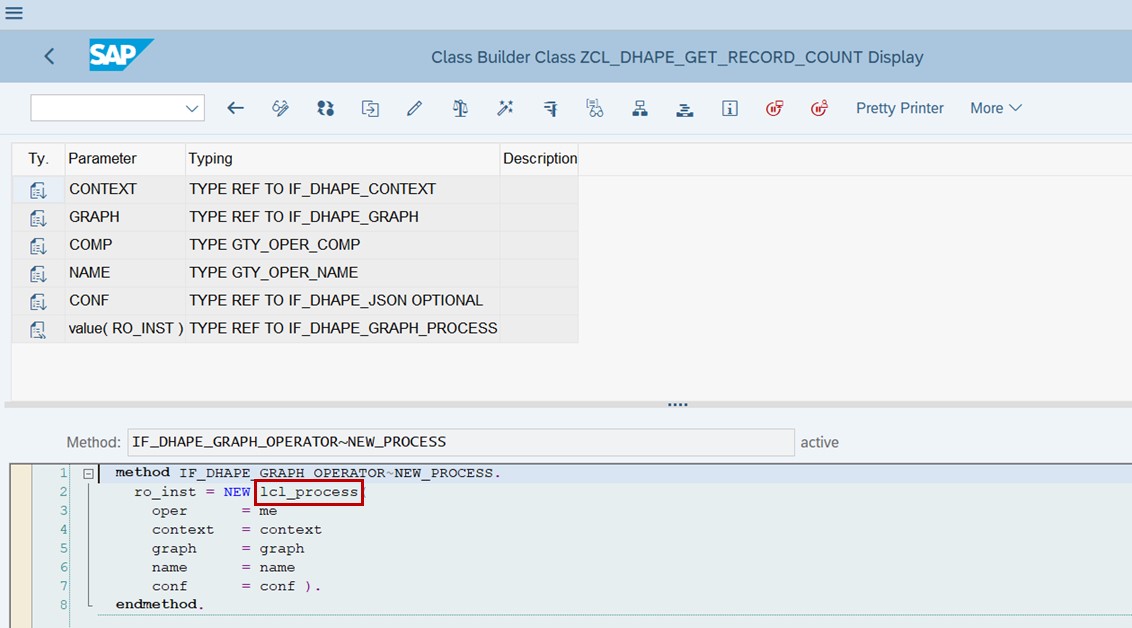 SAP
Class Builder Class ZCL_DHAPE_GET_RECORD_COUNT Display
Pretty Printer More
Ty. Parameter Typing Description
CONTEXT TYPE REF TO IF_DHAPE_CONTEXT
GRAPH TYPE REF TO IF_DHAPE_GRAPH
COMP TYPE GTY_OPER_COMP
NAME TYPE GTY_OPER_NAME
CONF TYPE REF TO IF_DHAPE_JSON OPTIONAL
value( RO_INST ) TYPE REF TO IF_DHAPE_GRAPH_PROCESS
Method: IF_DHAPE_GRAPH_OPERATOR~NEW_PROCESS active
1 method IF_DHAPE_GRAPH_OPERATOR~NEW_PROCESS.
2 ro_inst = NEW lcl_process(
3 oper = me
4 context = context
5 graph = graph
6 name = name
7 conf = conf ).
8 endmethod.